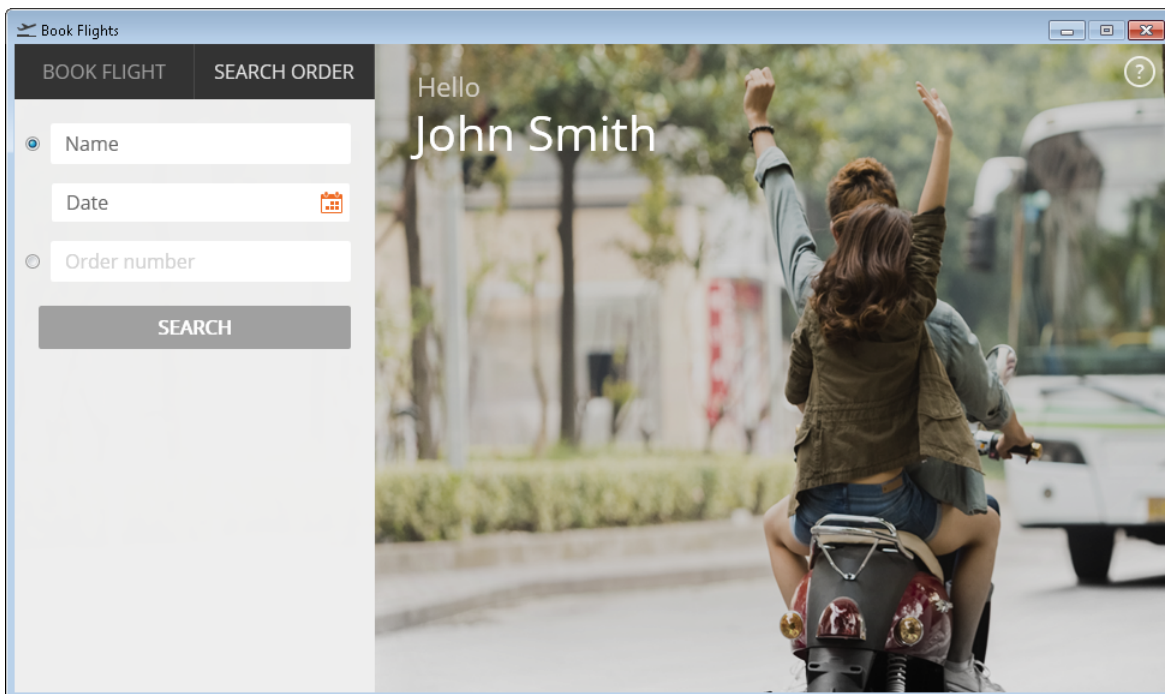 Book Flights
BOOK FLIGHT SEARCH ORDER
Hello
John Smith
?
Name
Date
Order number
SEARCH